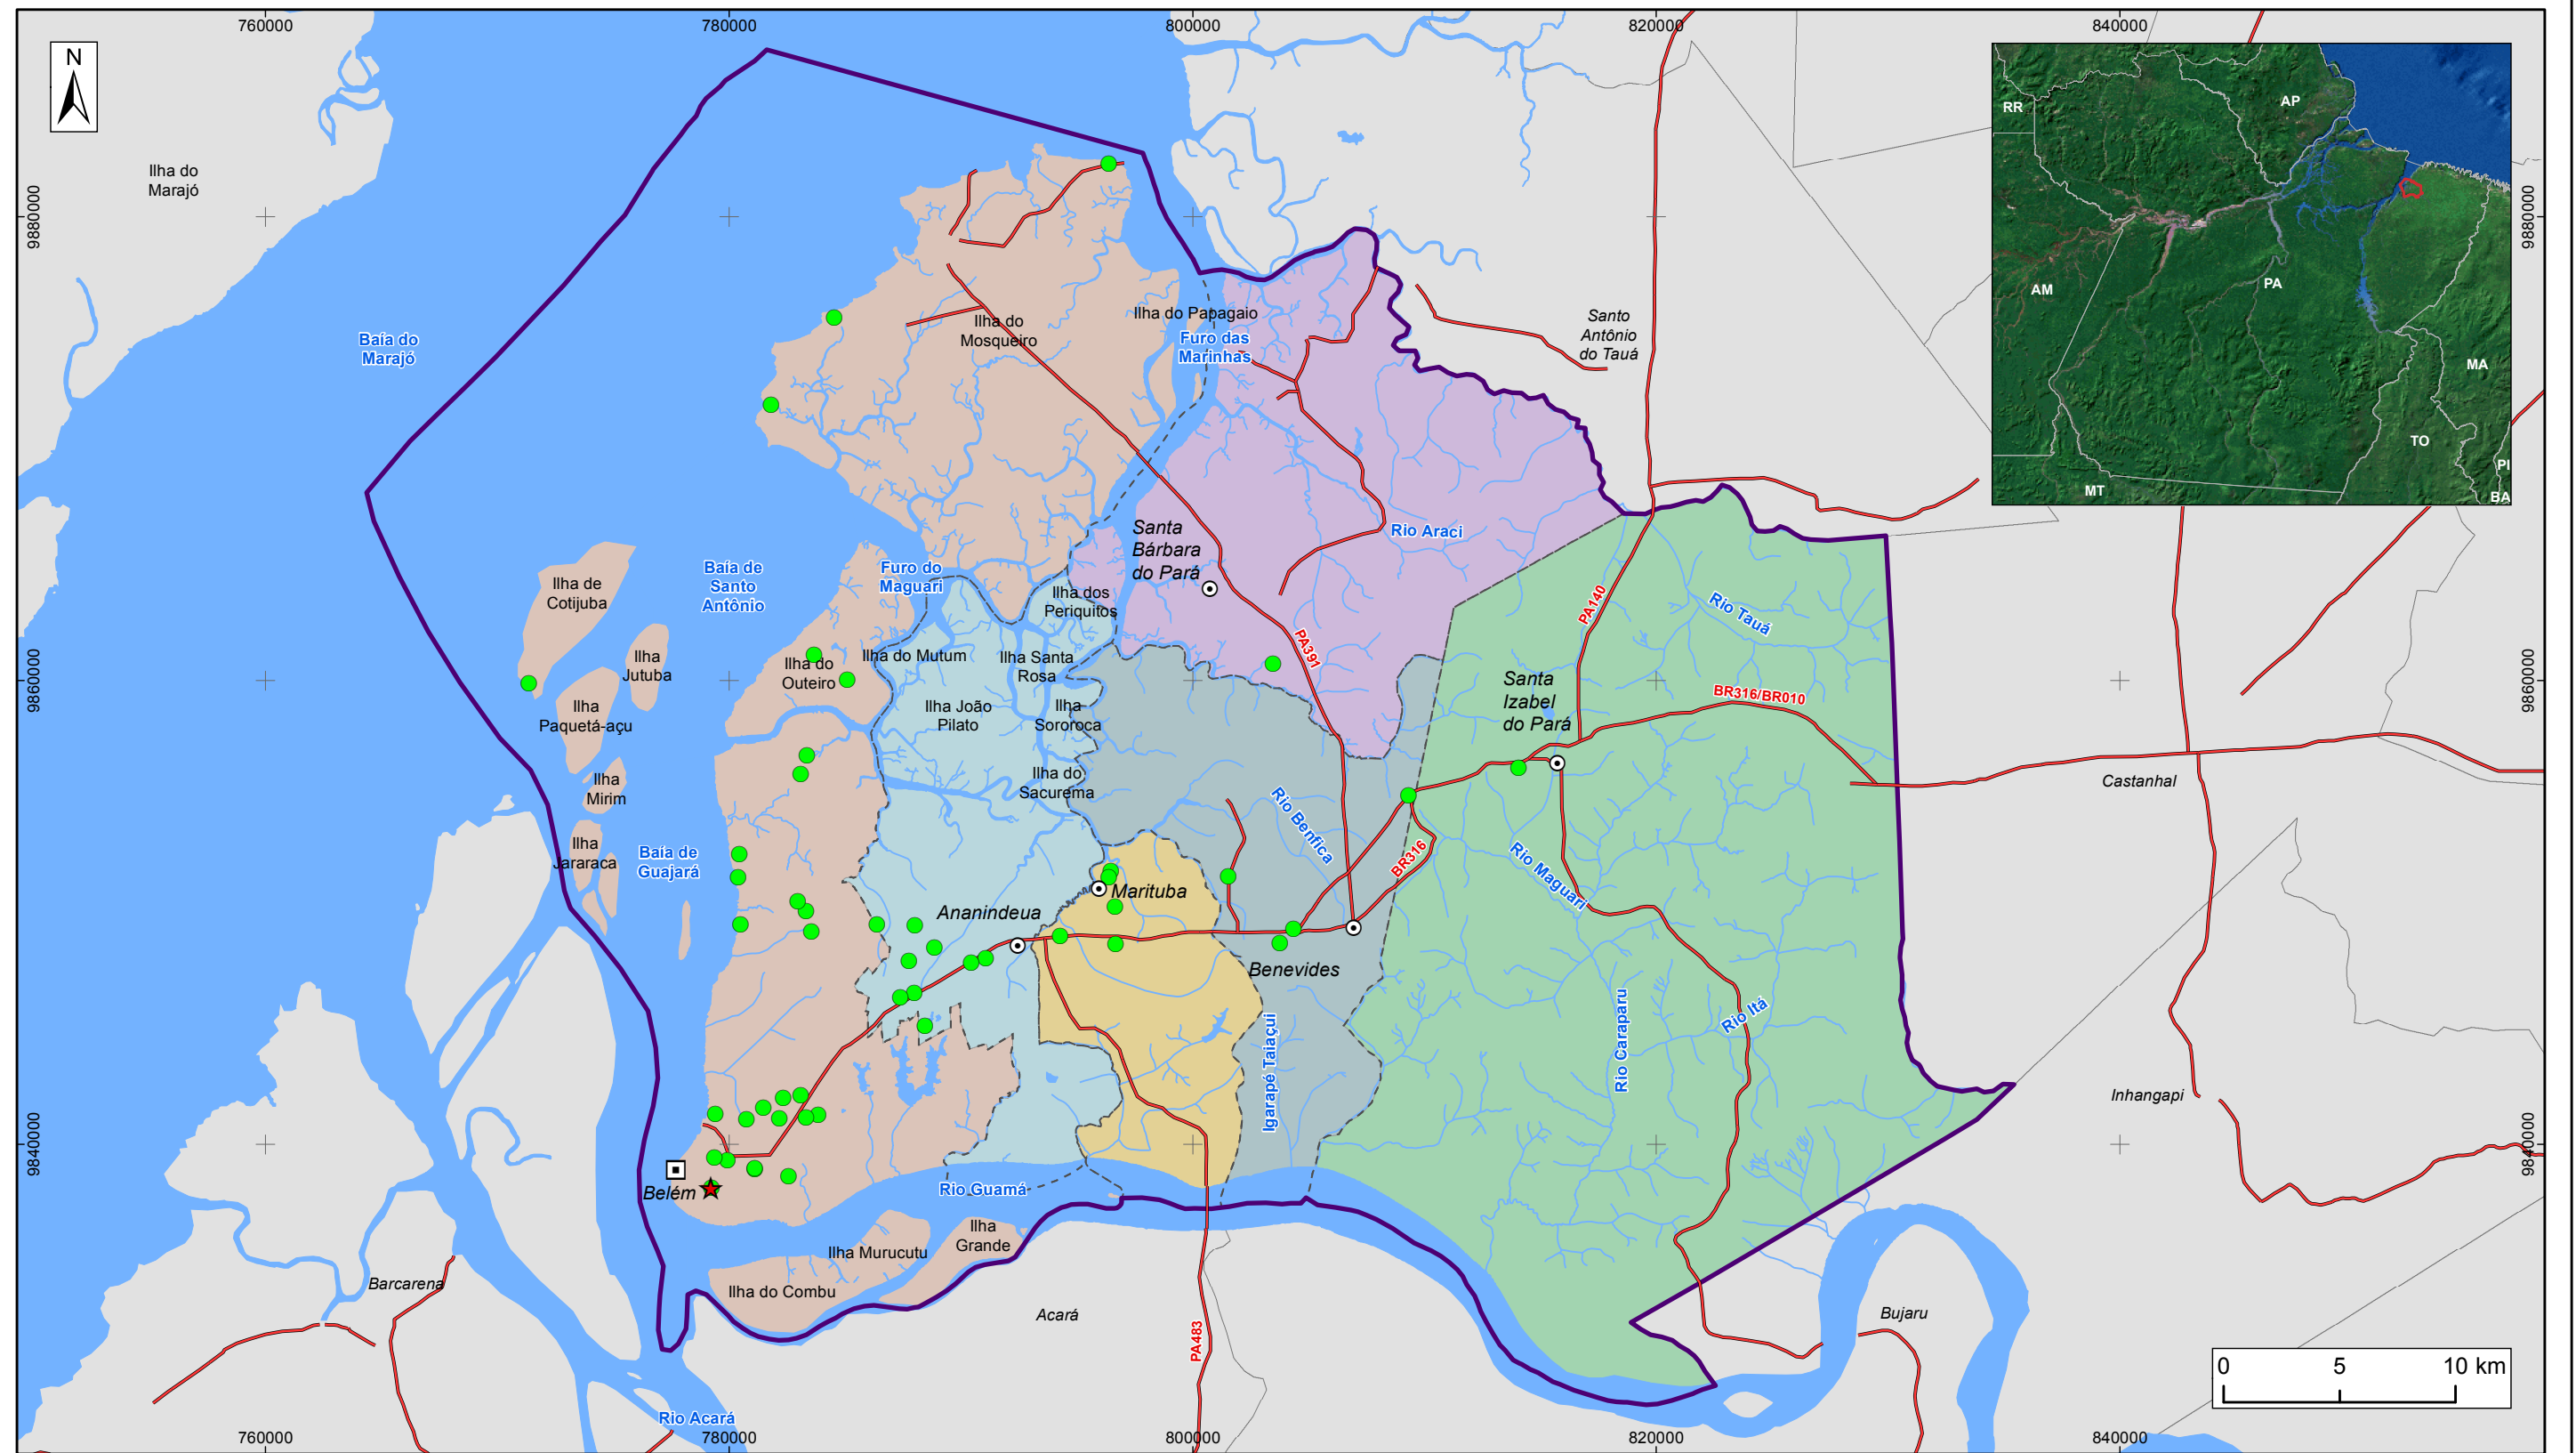 760000
780000
800000
820000
840000
N
RR
AP
AM
PA
MA
TO
PI
MT
BA
9880000
9880000
Ilha do
Marajó
Baía do
Marajó
Ilha do
Mosqueiro
Ilha do Papagaio
Furo das
Marinhas
Santo
Antônio
do Tauá
Santa
Bárbara
do Pará
Rio Araci
Baía de
Santo
Antônio
Furo do
Maguari
Ilha de
Cotijuba
Ilha dos
Periquitos
PA140
Rio Tauá
PA391
9860000
9860000
Ilha
Jutuba
Ilha do
Outeiro
Ilha do Mutum
Ilha Santa
Rosa
Ilha
Paquetá-açu
Ilha João
Pilato
Ilha
Sororoca
Santa
Izabel
do Pará
BR316/BR010
Ilha
Mirim
Ilha do
Sacurema
Castanhal
Ilha
Jararaca
Baía de
Guajará
Rio Benfica
BR316
Rio Maguari
Marituba
Ananindeua
Benevides
Igarapé Taiaçuí
Rio Caraparu
Rio Itá
Inhangapi
9840000
9840000
Belém
Rio Guamá
Ilha
Grande
Ilha Murucutu
Ilha do Combu
Barcarena
Acará
PA483
Bujaru
0 5 10 km
Rio Acará
760000
780000
800000
820000
840000